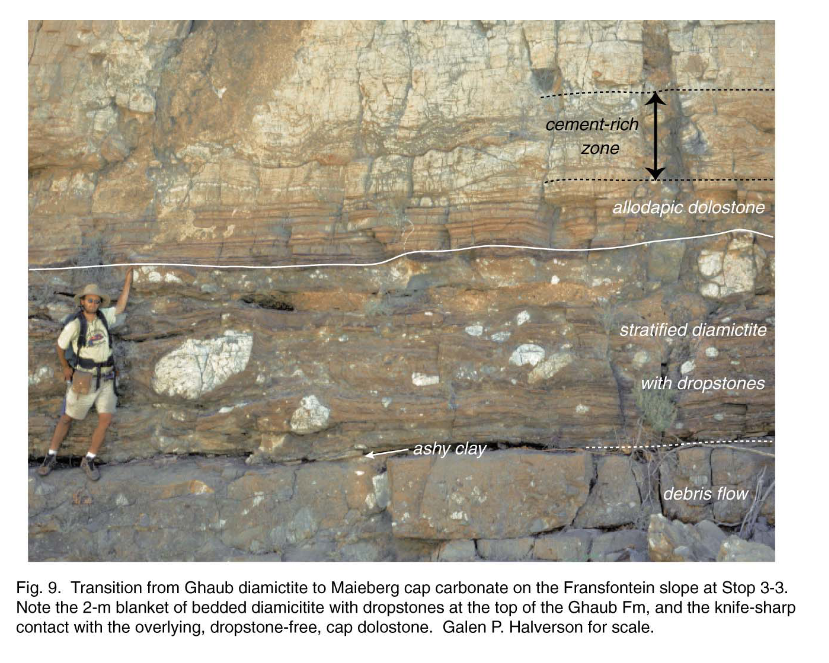 cement-rich
zone
allodapic dolostone
stratified diamictite
with dropstones
ashy clay
debris flow
Fig. 9.  Transition from Ghaub diamictite to Maieberg cap carbonate on the Fransfontein slope at Stop 3-3.
Note the 2-m blanket of bedded diamicitite with dropstones at the top of the Ghaub Fm, and the knife-sharp
contact with the overlying, dropstone-free, cap dolostone.  Galen P. Halverson for scale.